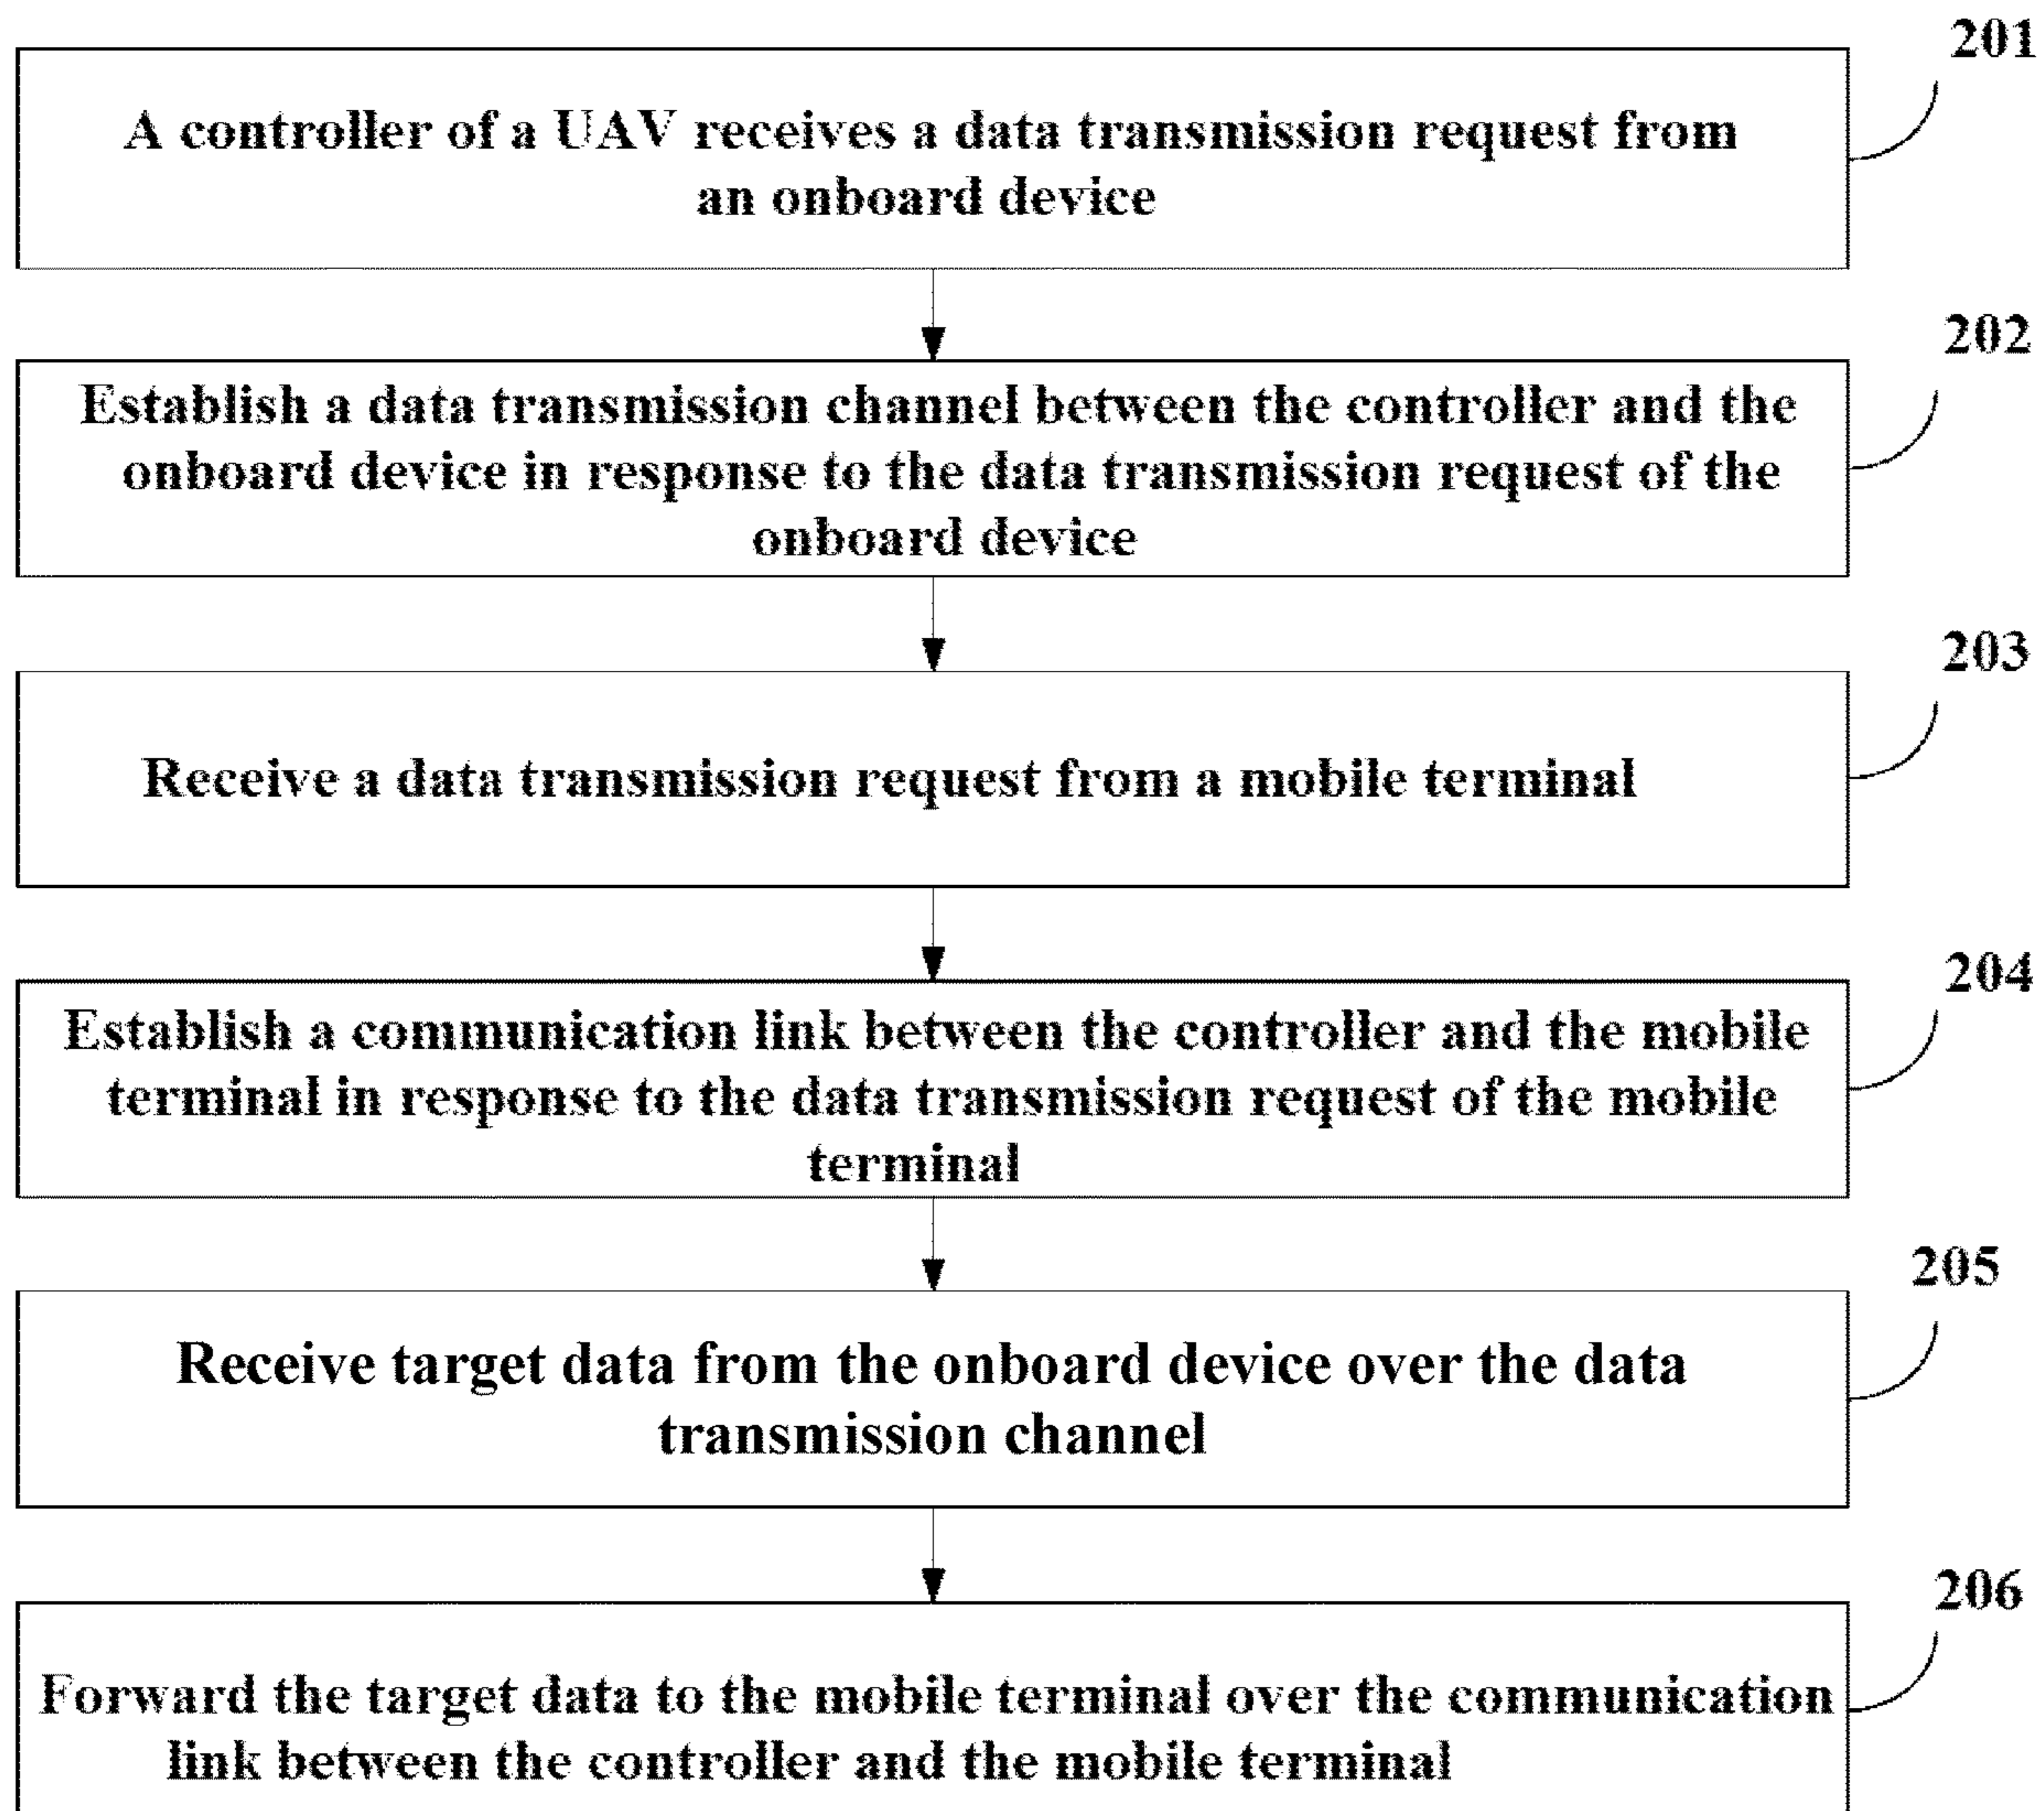 201
A controller of a UAV receives a data transmission request from
an onboard device
202
Establish a data transmission channel between the controller and the
onboard device in response to the data transmission request of the
onboard device
203
Receive a data transmission request from a mobile terminal
204
Establish a communication link between the controller and the mobile
terminal in response to the data transmission request of the mobile
terminal
205
Receive target data from the onboard device over the data
transmission channel
206
Forward the target data to the mobile terminal over the communication
link between the controller and the mobile terminal